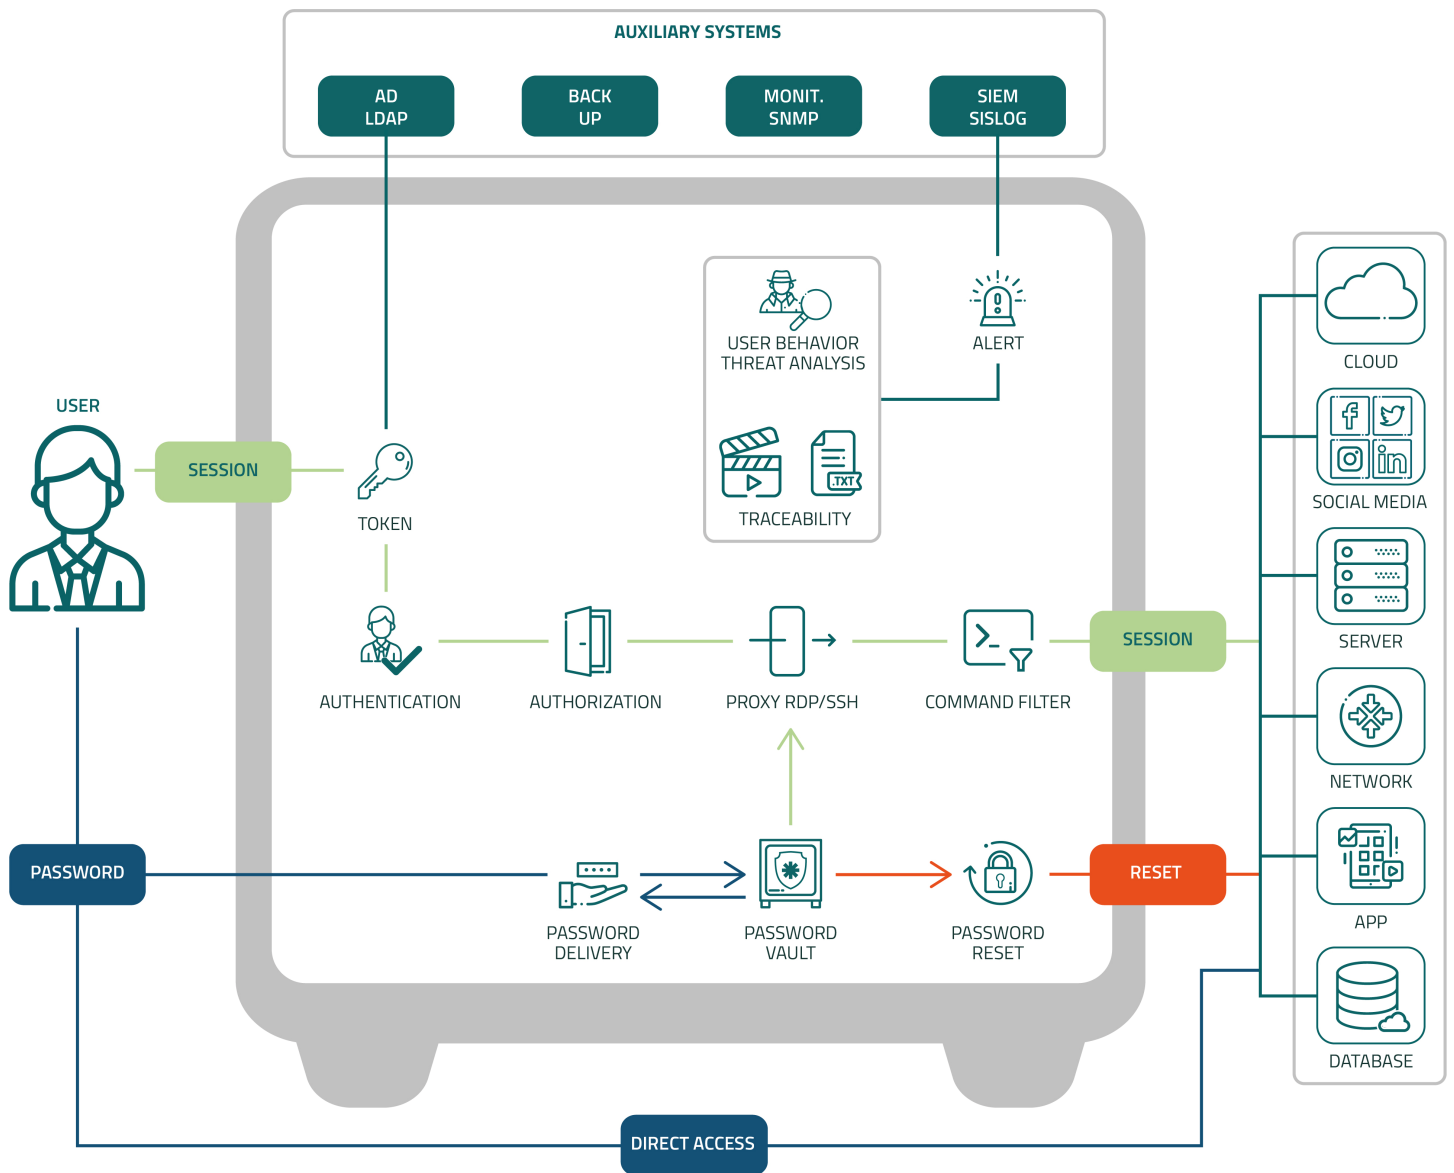 AUXILIARY SYSTEMS
AD
LDAP
BACK
UP
MONIT.
SNMP
SIEM
SISLOG
USER
SESSION
TOKEN
USER BEHAVIOR
THREAT ANALYSIS
.TXT
TRACEABILITY
ALERT
AUTHENTICATION
AUTHORIZATION
PROXY RDP/SSH
COMMAND FILTER
SESSION
PASSWORD
PASSWORD
DELIVERY
PASSWORD
VAULT
PASSWORD
RESET
RESET
DIRECT ACCESS
CLOUD
f
in
SOCIAL MEDIA
SERVER
NETWORK
APP
DATABASE